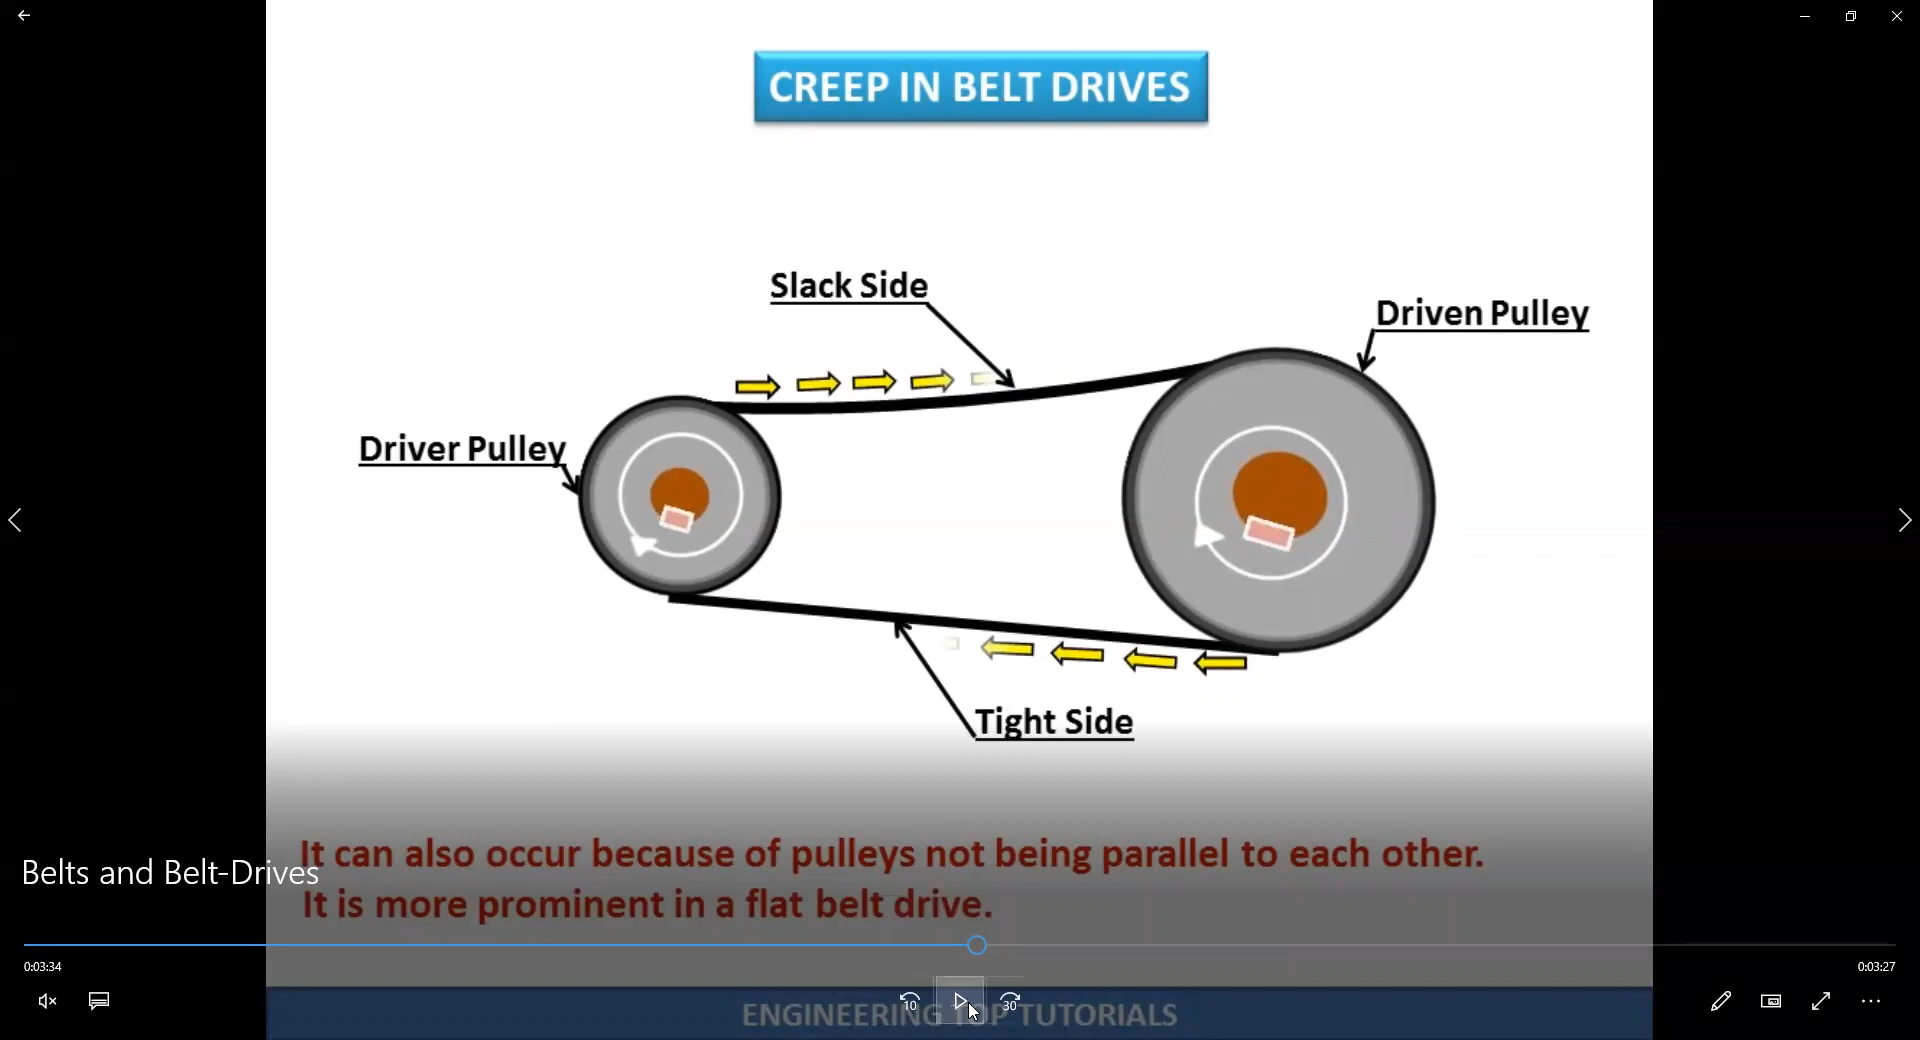 CREEP IN BELT DRIVES
Slack Side
Driven Pulley
Driver Pulley
Tight Side
It can also occur because of pulleys not being parallel to each other.
Belts and Belt-Drives
It is more prominent in a flat belt drive.
0:03:34
0:03:27
10
30
ENGINEERING TOP TUTORIALS